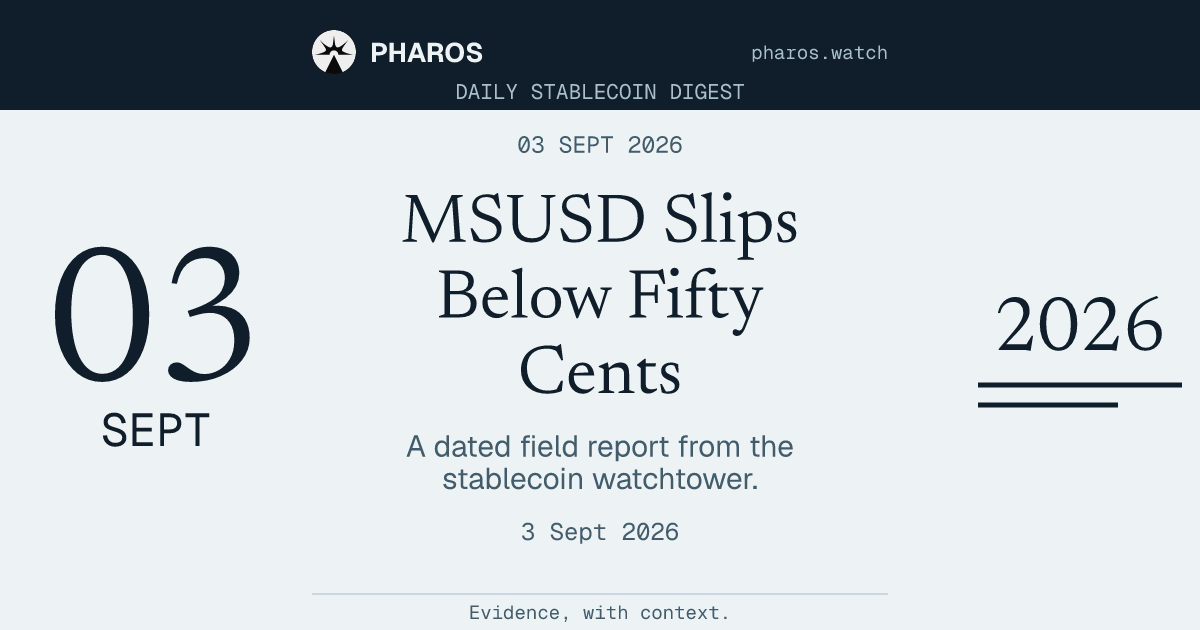 PHAROS
pharos.watch
DAILY STABLECOIN DIGEST
03 SEPT 2026
MSUSD Slips
Below Fifty
Cents
03
SEPT
2026
A dated field report from the
stablecoin watchtower.
3 Sept 2026
Evidence, with context.